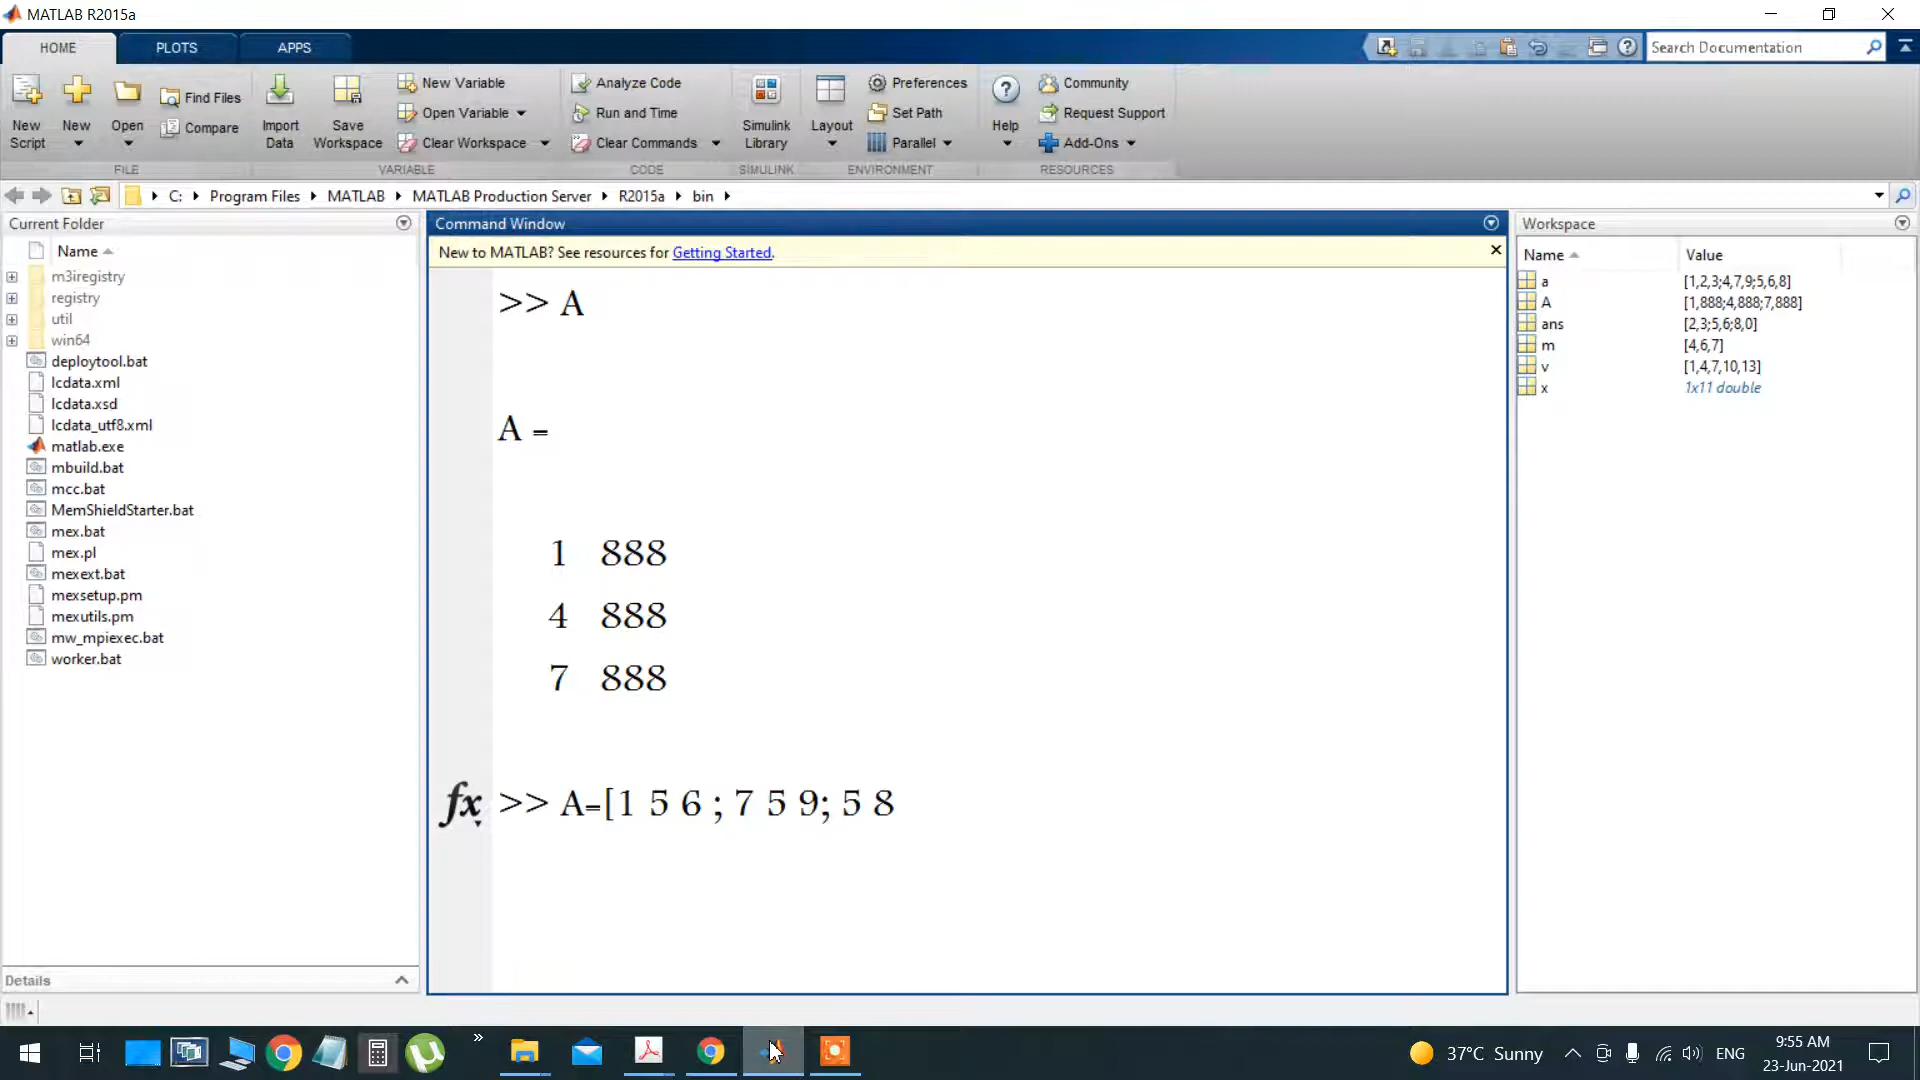 MATLAB R2015a
HOME PLOTS APPS
Search Documentation
New Script
New
Open
Find Files
Compare
FILE
Import Data
Save Workspace
New Variable
Open Variable
Clear Workspace
VARIABLE
Analyze Code
Run and Time
Clear Commands
CODE
Simulink Library
SIMULINK
Layout
Preferences
Set Path
Parallel
ENVIRONMENT
Help
Community
Request Support
Add-Ons
RESOURCES
C: Program Files MATLAB MATLAB Production Server R2015a bin
Current Folder
Name
m3iregistry
registry
util
win64
deploytool.bat
lcdata.xml
lcdata.xsd
lcdata_utf8.xml
matlab.exe
mbuild.bat
mcc.bat
MemShieldStarter.bat
mex.bat
mex.pl
mexext.bat
mexsetup.pm
mexutils.pm
mw_mpiexec.bat
worker.bat
Details
Command Window
New to MATLAB? See resources for Getting Started.
>> A
A =
1 888
4 888
7 888
fx >> A=[1 5 6 ; 7 5 9; 5 8
Workspace
Name Value
a [1,2,3;4,7,9;5,6,8]
A [1,888;4,888;7,888]
ans [2,3;5,6;8,0]
m [4,6,7]
v [1,4,7,10,13]
x 1x11 double
37°C Sunny
ENG
9:55 AM
23-Jun-2021